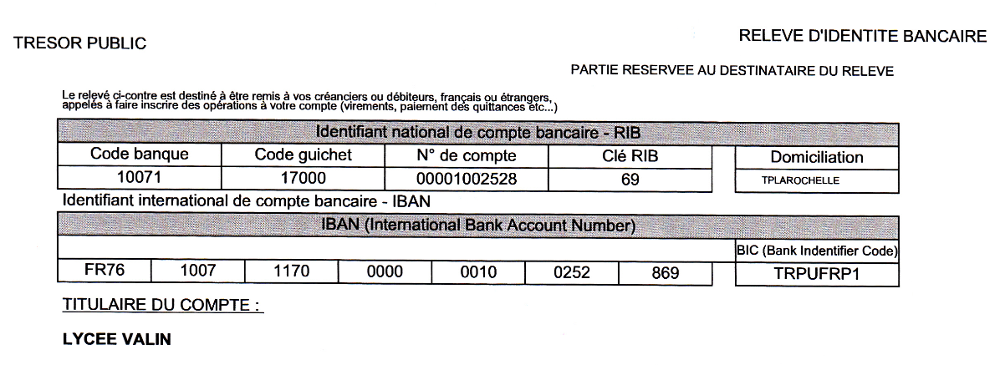 TRESOR PUBLIC
RELEVE D'IDENTITE BANCAIRE
PARTIE RESERVEE AU DESTINATAIRE DU RELEVE
Le relevé ci-contre est destiné à être remis à vos créanciers ou débiteurs, français ou étrangers,
appelés à faire inscrire des opérations à votre compte (virements, paiement des quittances etc...)
Identifiant national de compte bancaire - RIB
Code banque Code guichet N° de compte Clé RIB Domiciliation
10071 17000 00001002528 69 TPLAROCHELLE
Identifiant international de compte bancaire - IBAN
IBAN (International Bank Account Number)
BIC (Bank Indentifier Code)
FR76 1007 1170 0000 0010 0252 869 TRPUFRP1
TITULAIRE DU COMPTE :
LYCEE VALIN